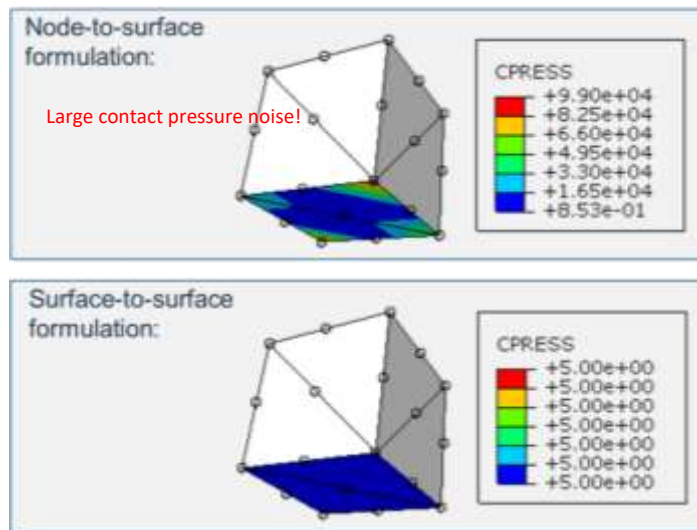 Node-to-surface
formulation:
Large contact pressure noise!
CPRESS
+9.90e+04
+8.25e+04
+6.60e+04
+4.95e+04
+3.30e+04
+1.65e+04
+8.53e-01
Surface-to-surface
formulation:
CPRESS
+5.00e+00
+5.00e+00
+5.00e+00
+5.00e+00
+5.00e+00
+5.00e+00
+5.00e+00